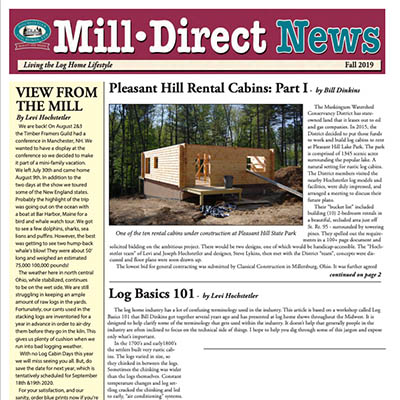 Mill•Direct News
Living the Log Home Lifestyle
Fall 2019
VIEW FROM
THE MILL
By Levi Hochstetler
We are back! On August 2&3
the Timber Framers Guild had a
conference in Manchester, NH. We
wanted to have a display at the
conference so we decided to make
it part of a mini-family vacation.
We left July 30th and came home
August 9th. In addition to the
two days at the show we toured
some of the New England states.
Probably the highlight of the trip
was going out on the ocean with
a boat at Bar Harbor, Maine for a
bird and whale watch tour. We got
to see a few dolphins, sharks, sea
lions and puffins. However, the best
was getting to see two hump back
whale's blow! They were about 50'
long and weighed an estimated
75,000 100,000 pounds!
The weather here in north central
Ohio, while stabilized, continues
to be on the wet side. We are still
struggling in keeping an ample
amount of raw logs in the yards.
Fortunately, our cants used in the
stacking logs are inventoried for a
year in advance in order to air dry
them before they go in the kiln. This
gives us plenty of cushion when we
run into bad logging weather.
With no Log Cabin Days this year
we will miss seeing you all. But, do
save the date for next year, which is
tentatively scheduled for September
18th &19th 2020.
For your satisfaction, and our
sanity, order blue prints now if you're
Pleasant Hill Rental Cabins: Part I - by Bill Dinkins
The Muskingum Watershed
Conservancy District has state-
owned land that it leases out to oil
and gas companies. In 2015, the
District decided to put those funds
to work and build log cabins to rent
at Pleasant Hill Lake Park. The park
is comprised of 1345 scenic acres
surrounding the popular lake. A
natural setting for rustic log cabins.
The District members visited the
nearby Hochstetler log models and
facilities, were duly impressed, and
arranged a meeting to discuss their
future plans.
Their "bucket list" included
building (10) 2-bedroom rentals in
a beautiful, secluded area just off
St. Rt. 95 - surrounded by towering
pines. They spelled out the require-
ments in a 100+ page document and
One of the ten rental cabins under construction at Pleasant Hill State Park
solicited bidding on the ambitious project. There would be two designs, one of which would be handicap-accessible. The "Hoch-
stetler team" of Levi and Joseph Hochstetler and designer, Steve Lykins, then met with the District "team", concepts were dis-
cussed and floor plans were soon drawn up.
The lowest bid for general contracting was submitted by Classical Construction in Millersburg, Ohio. It was further agreed
continued on page 2
Log Basics 101 - by Levi Hochstetler
The log home industry has a lot of confusing terminology used in the industry. This article is based on a workshop called Log
Basics 101 that Bill Dinkins got together several years ago and has presented at log home shows throughout the Midwest. It is
designed to help clarify some of the terminology that gets used within the industry. It doesn't help that generally people in the
industry are often inclined to focus on the technical side of things. I hope to help you dig through some of this jargon and expose
only what's important.
In the 1700's and early1800's
the settlers built very rustic cab-
ins. The logs varied in size, so
they chinked in between the logs.
Sometimes the chinking was wider
than the logs themselves. Constant
temperature changes and log set-
tling cracked the chinking and led
to early, "air conditioning" systems.